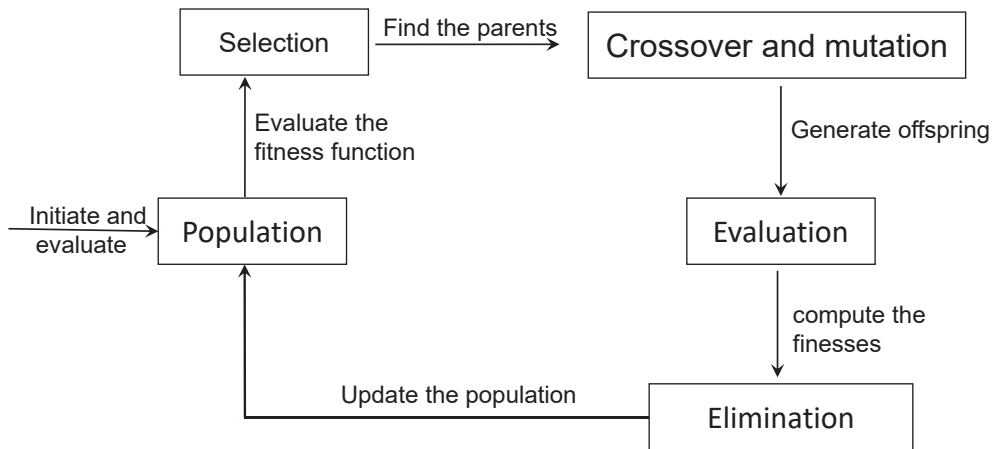 Selection
Find the parents
Crossover and mutation
Evaluate the
fitness function
Generate offspring
Initiate and
evaluate
Population
Evaluation
compute the
finesses
Update the population
Elimination